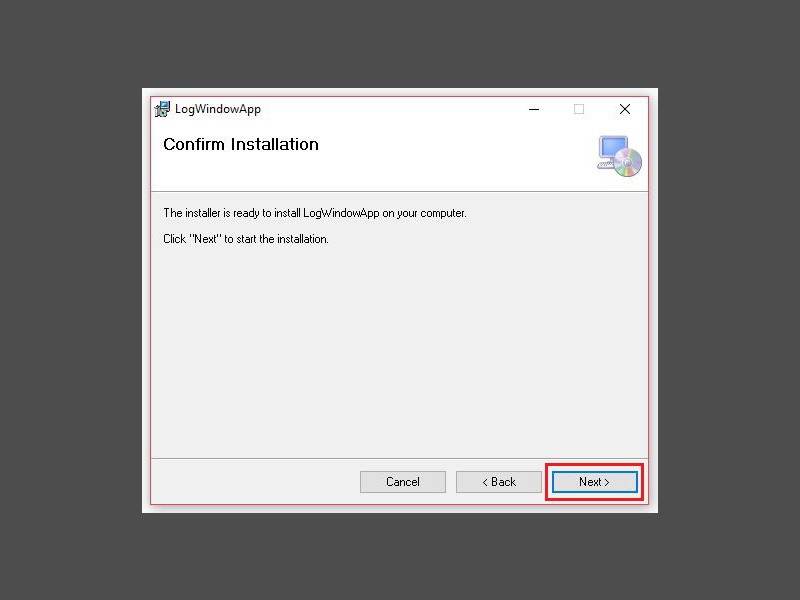 LogWindowApp
Confirm Installation
The installer is ready to install LogWindowApp on your computer.
Click "Next" to start the installation.
Cancel
< Back
Next >